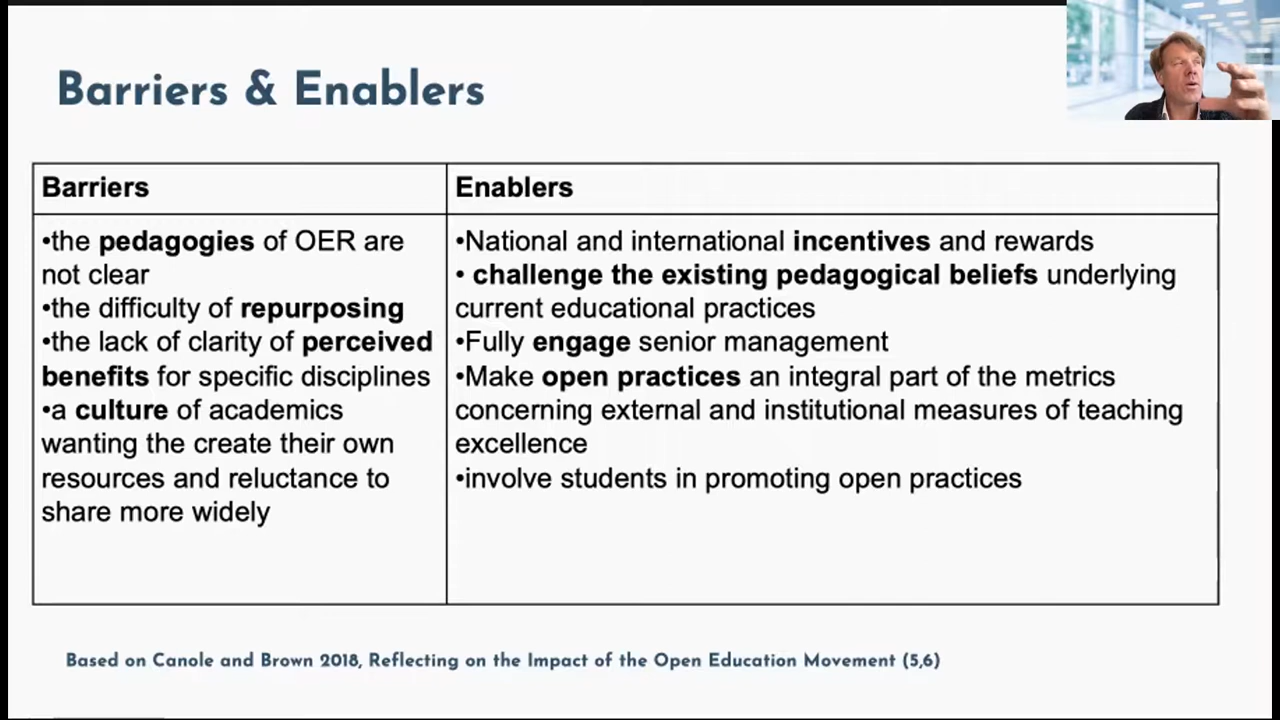 Barriers & Enablers
Barriers
•the pedagogies of OER are
not clear
•the difficulty of repurposing
•the lack of clarity of perceived
benefits for specific disciplines
•a culture of academics
wanting the create their own
resources and reluctance to
share more widely
Enablers
•National and international incentives and rewards
• challenge the existing pedagogical beliefs underlying
current educational practices
•Fully engage senior management
•Make open practices an integral part of the metrics
concerning external and institutional measures of teaching
excellence
•involve students in promoting open practices
Based on Canole and Brown 2018, Reflecting on the Impact of the Open Education Movement (5,6)